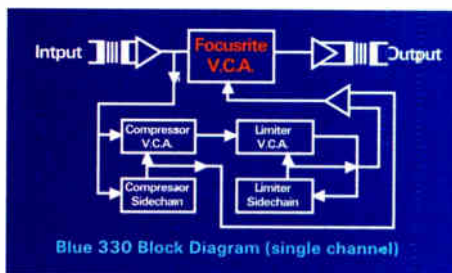 Intput
Focusrite
V.C.A.
Output
Compressor
V.C.A.
Limiter
V.C.A.
Compressor
Sidechain
Limiter
Sidechain
Blue 330 Block Diagram (single channel)